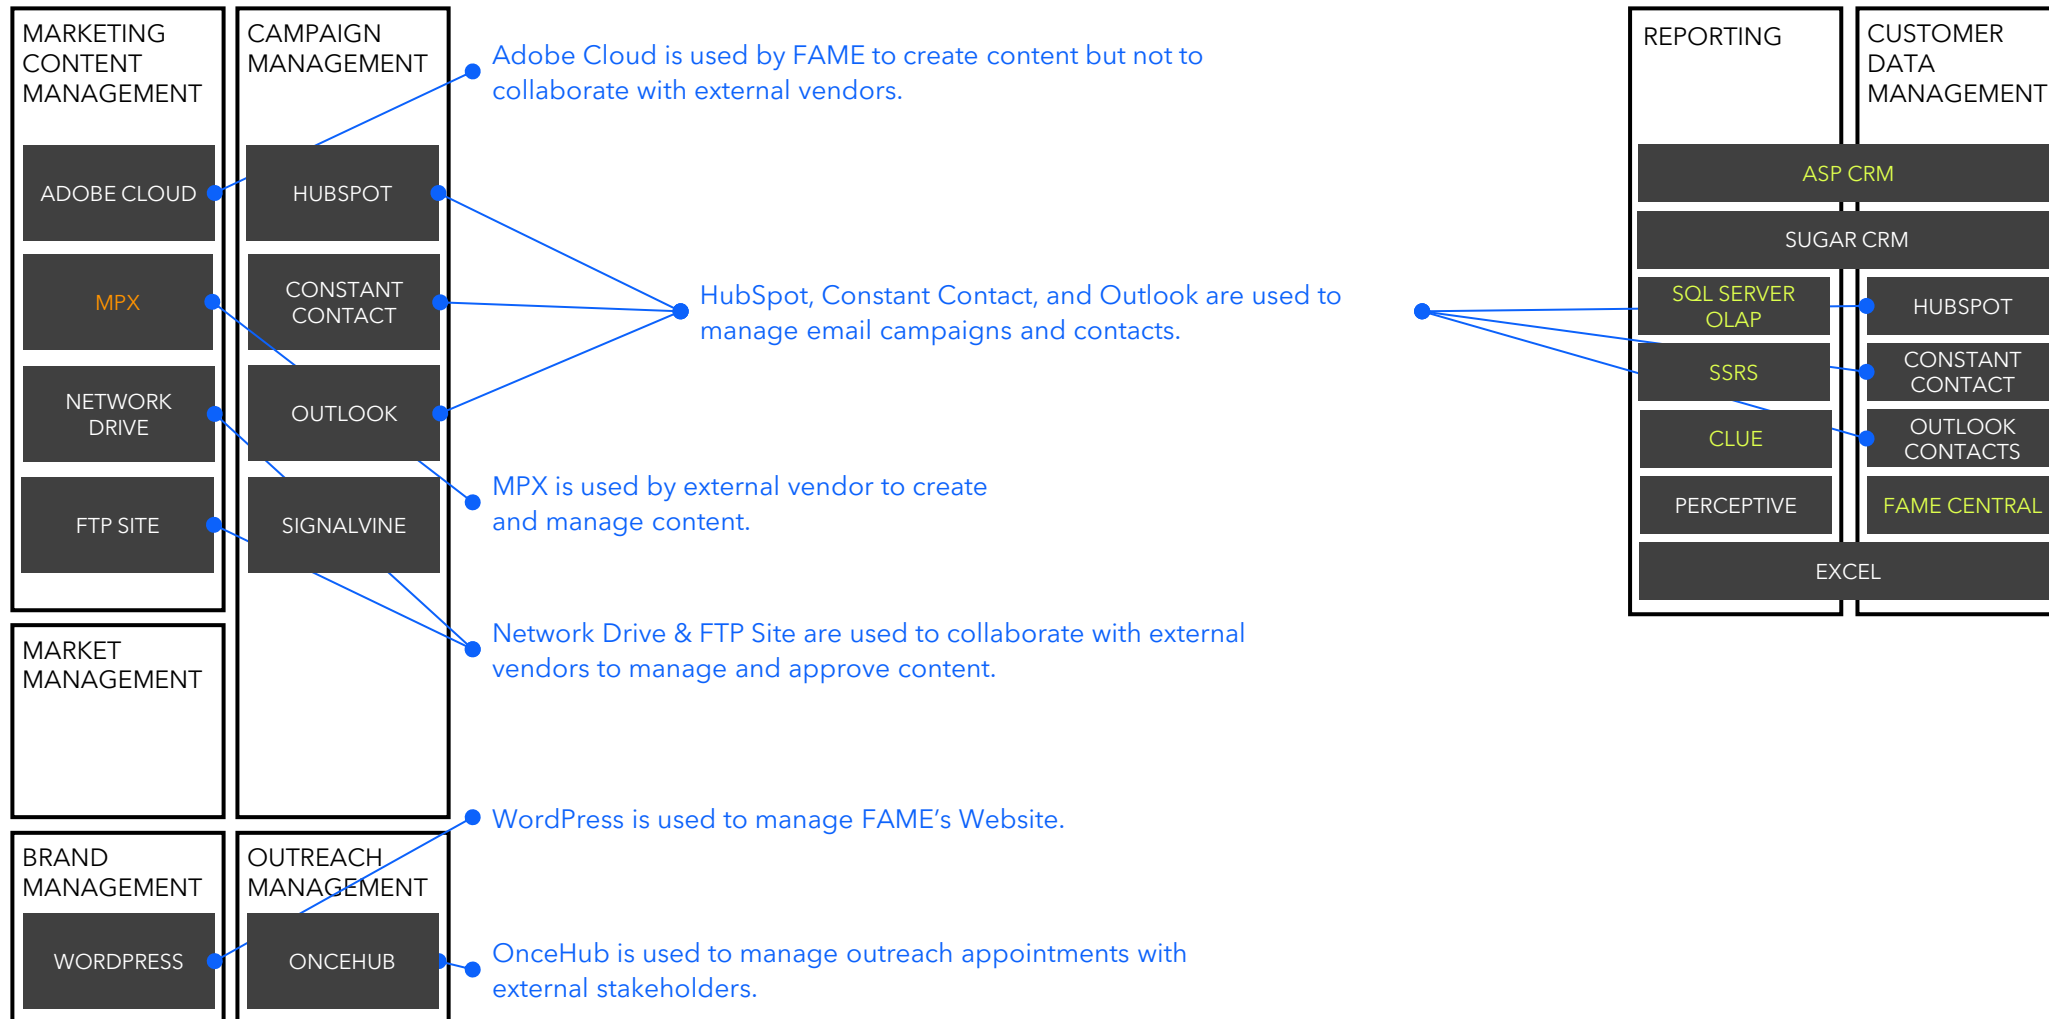 MARKETING
CONTENT
MANAGEMENT
ADOBE CLOUD
MPX
NETWORK
DRIVE
FTP SITE
CAMPAIGN
MANAGEMENT
HUBSPOT
CONSTANT
CONTACT
OUTLOOK
SIGNALVINE
MARKET
MANAGEMENT
BRAND
MANAGEMENT
WORDPRESS
OUTREACH
MANAGEMENT
ONCEHUB
Adobe Cloud is used by FAME to create content but not to
collaborate with external vendors.
HubSpot, Constant Contact, and Outlook are used to
manage email campaigns and contacts.
MPX is used by external vendor to create
and manage content.
Network Drive & FTP Site are used to collaborate with external
vendors to manage and approve content.
WordPress is used to manage FAME’s Website.
OnceHub is used to manage outreach appointments with
external stakeholders.
REPORTING
CUSTOMER
DATA
MANAGEMENT
ASP CRM
SUGAR CRM
SQL SERVER
OLAP
SSRS
CLUE
PERCEPTIVE
HUBSPOT
CONSTANT
CONTACT
OUTLOOK
CONTACTS
FAME CENTRAL
EXCEL